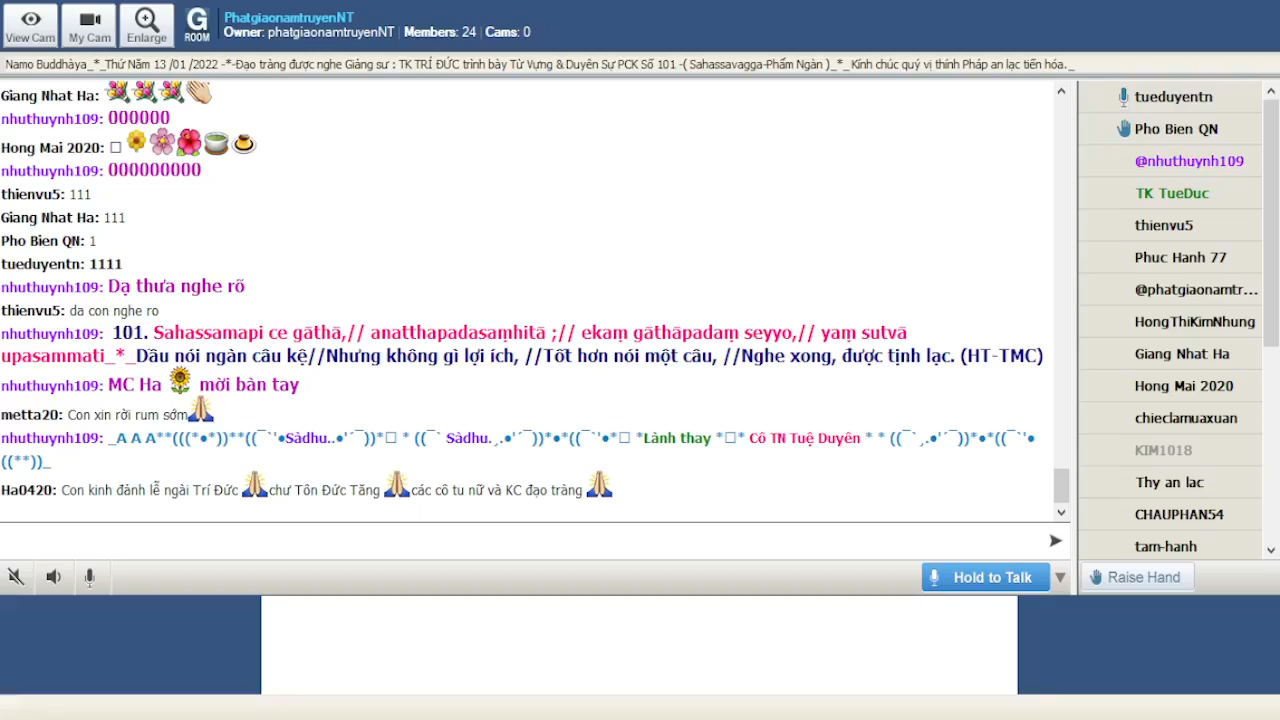 View Cam
My Cam
Enlarge
G
ROOM
PhatgiaonamtruyenNT
Owner: phatgiaonamtruyenNT | Members: 24 | Cams: 0
Namo Buddhàya_*_Thứ Năm 13 /01 /2022 -*-Đạo tràng được nghe Giảng sư : TK TRÍ ĐỨC trình bày Từ Vựng & Duyên Sự PCK Số 101 -( Sahassavagga-Phẩm Ngàn )_*_ Kính chúc quý vị thính Pháp an lạc tiến hóa._
Giang Nhat Ha: 💐💐💐👏
nhuthuynh109: 000000
Hong Mai 2020: □ 🌼🌸🌺🍵🍮
nhuthuynh109: 000000000
thienvu5: 111
Giang Nhat Ha: 111
Pho Bien QN: 1
tueduyentn: 1111
nhuthuynh109: Dạ thưa nghe rõ
thienvu5: da con nghe ro
nhuthuynh109: 101. Sahassamapi ce gāthā,// anatthapadasaṃhitā ;// ekaṃ gāthāpadaṃ seyyo,// yaṃ sutvā
upasammati_*_Dầu nói ngàn câu kệ//Nhưng không gì lợi ích, //Tốt hơn nói một câu, //Nghe xong, được tịnh lạc. (HT-TMC)
nhuthuynh109: MC Ha 🌻 mời bàn tay
metta20: Con xin rời rum sớm🙏
nhuthuynh109: _A A A**(((*•*))**((¯`'•Sàdhu..•'´¯))*□ * ((¯` Sàdhu.¸.•'´¯))*•*((¯`'•*□ *Lành thay *□* Cô TN Tuệ Duyên * * ((¯`¸.•'´¯))*•*((¯`'•
((**))_
Ha0420: Con kinh đảnh lễ ngài Trí Đức 🙏chư Tôn Đức Tăng 🙏các cô tu nữ và KC đạo tràng 🙏
Hold to Talk
tueduyentn
Pho Bien QN
@nhuthuynh109
TK TueDuc
thienvu5
Phuc Hanh 77
@phatgiaonamtr...
HongThiKimNhung
Giang Nhat Ha
Hong Mai 2020
chieclamuaxuan
KIM1018
Thy an lac
CHAUPHAN54
tam-hanh
Raise Hand